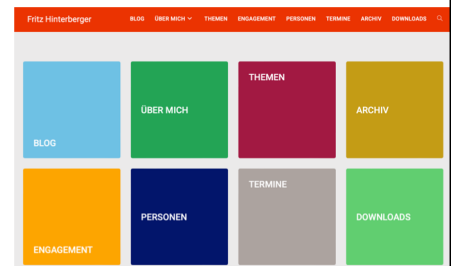 Fritz Hinterberger BLOG ÜBER MICH THEMEN ENGAGEMENT PERSONEN TERMINE ARCHIV DOWNLOADS
BLOG
ÜBER MICH
THEMEN
ARCHIV
ENGAGEMENT
PERSONEN
TERMINE
DOWNLOADS